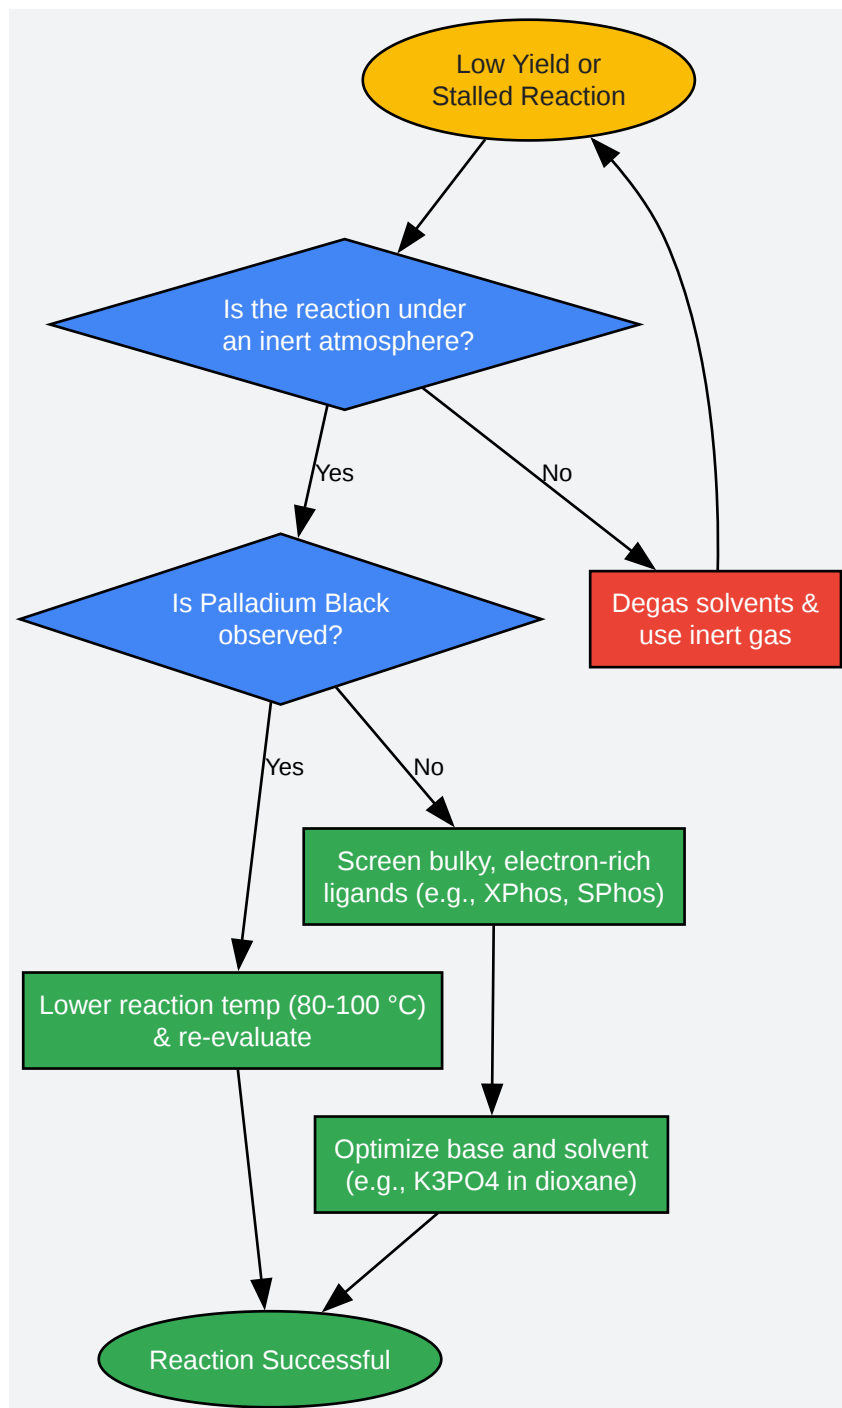 Low Yield or
Stalled Reaction
Is the reaction under
an inert atmosphere?
Yes
No
Is Palladium Black
observed?
Degas solvents &
use inert gas
Yes
No
Screen bulky, electron-rich
ligands (e.g., XPhos, SPhos)
Lower reaction temp (80-100 °C)
& re-evaluate
Optimize base and solvent
(e.g., K3PO4 in dioxane)
Reaction Successful